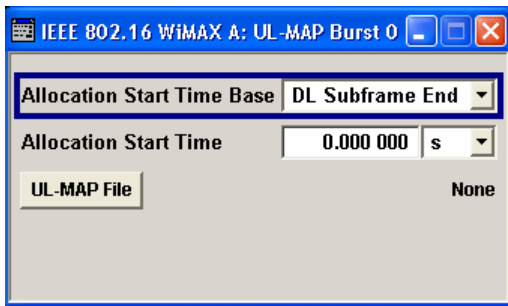 IEEE 802.16 WiMAX A: UL-MAP Burst 0
Allocation Start Time Base DL Subframe End
Allocation Start Time 0.000 000 s
UL-MAP File None